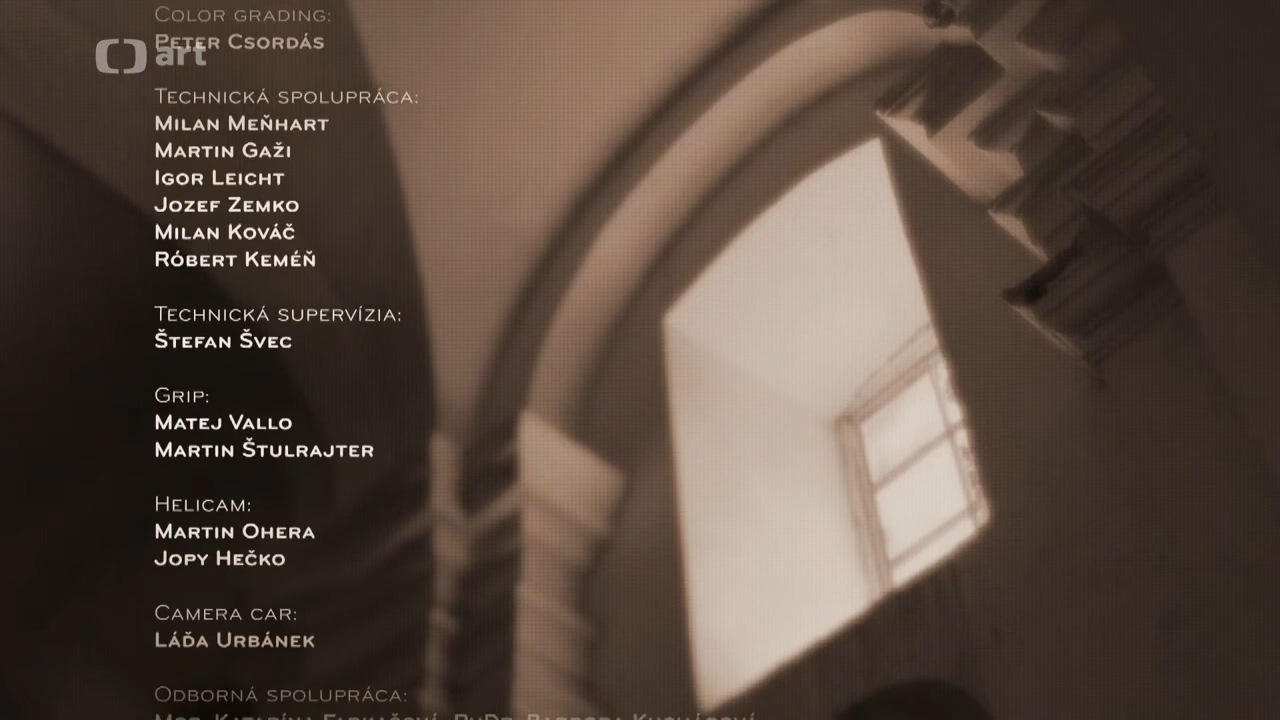 COLOR GRADING:
PETER CSORDÁS
art
TECHNICKÁ SPOLUPRÁCA:
MILAN MEŇHART
MARTIN GAŽI
IGOR LEICHT
JOZEF ZEMKO
MILAN KOVÁČ
RÓBERT KEMÉŇ
TECHNICKÁ SUPERVÍZIA:
ŠTEFAN ŠVEC
GRIP:
MATEJ VALLO
MARTIN ŠTULRAJTER
HELICAM:
MARTIN OHERA
JOPY HEČKO
CAMERA CAR:
LÁĎA URBÁNEK
ODBORNÁ SPOLUPRÁCA: